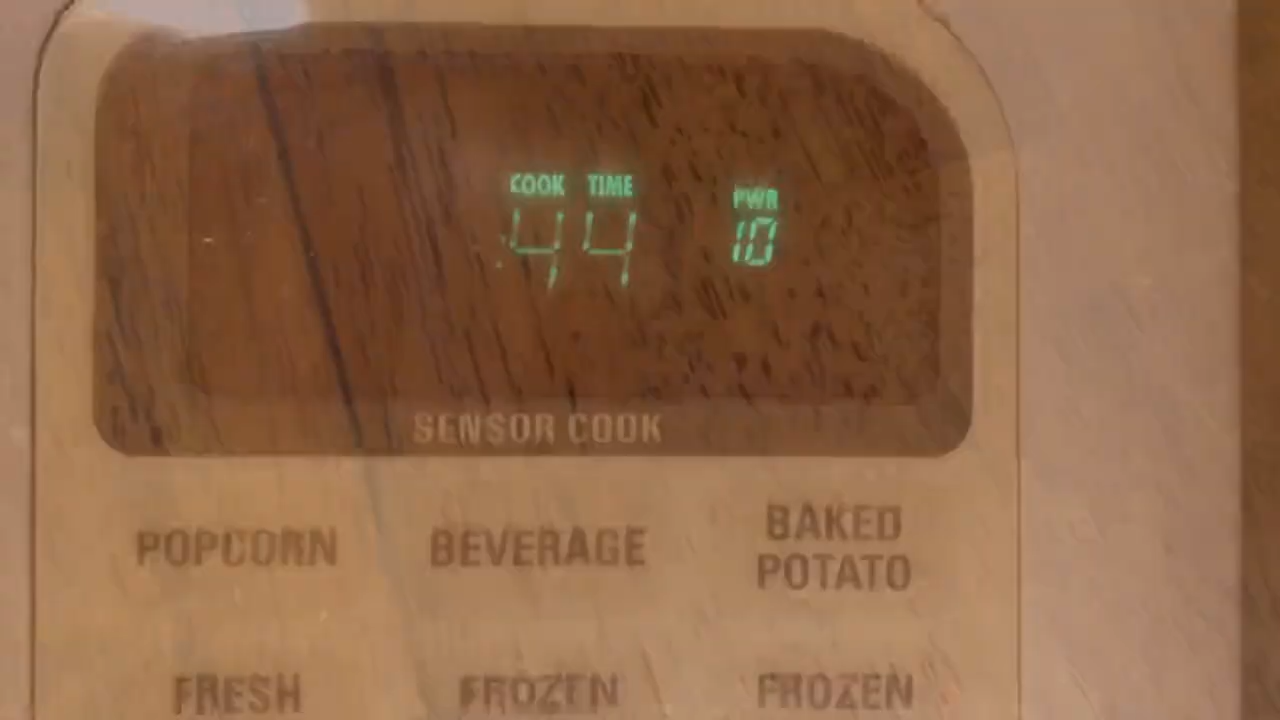 COOK TIME PWR
:44 10
SENSOR COOK
POPCORN BEVERAGE BAKED POTATO
FRESH FROZEN FROZEN